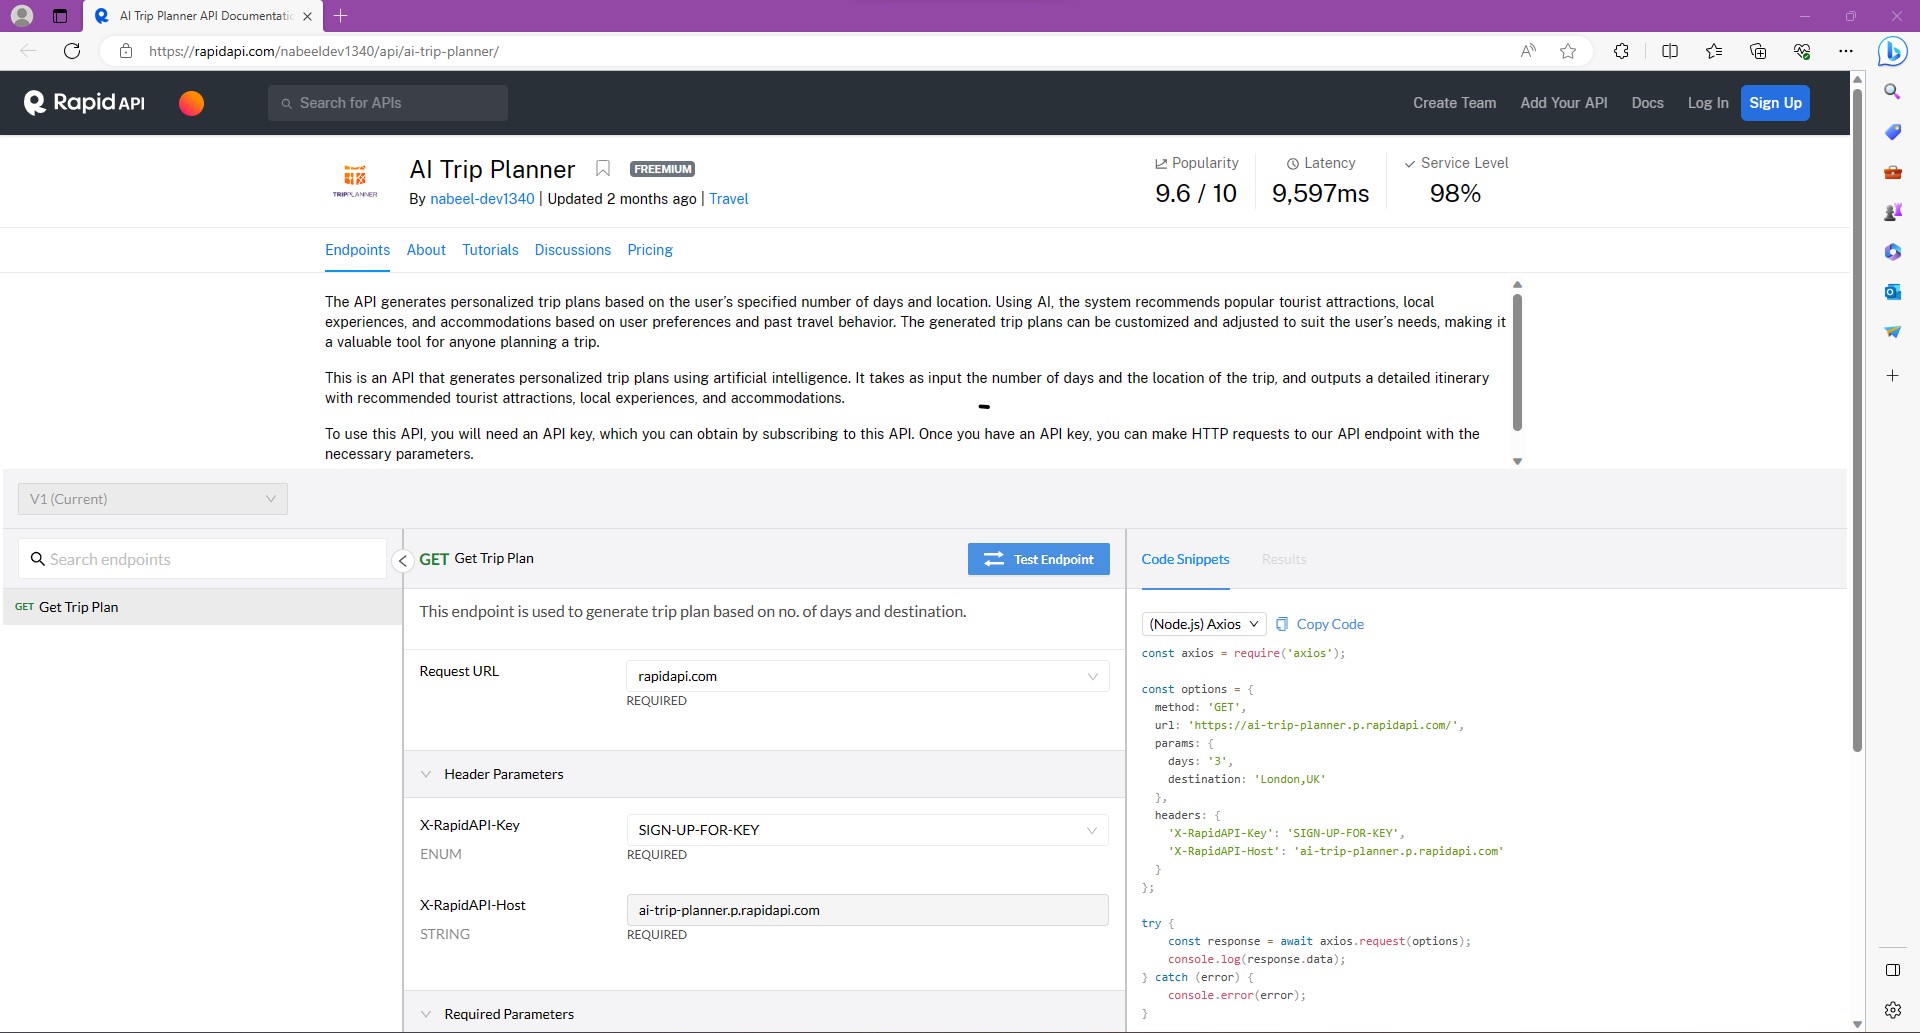 AI Trip Planner API Documentatic
https://rapidapi.com/nabeeldev1340/api/ai-trip-planner/
Rapid API
Search for APIs
Create Team
Add Your API
Docs
Log In
Sign Up
TRIPPLANNER
AI Trip Planner
FREEMIUM
By nabeel-dev1340 | Updated 2 months ago | Travel
Popularity
9.6 / 10
Latency
9,597ms
Service Level
98%
Endpoints
About
Tutorials
Discussions
Pricing
The API generates personalized trip plans based on the user's specified number of days and location. Using AI, the system recommends popular tourist attractions, local
experiences, and accommodations based on user preferences and past travel behavior. The generated trip plans can be customized and adjusted to suit the user's needs, making it
a valuable tool for anyone planning a trip.
This is an API that generates personalized trip plans using artificial intelligence. It takes as input the number of days and the location of the trip, and outputs a detailed itinerary
with recommended tourist attractions, local experiences, and accommodations.
To use this API, you will need an API key, which you can obtain by subscribing to this API. Once you have an API key, you can make HTTP requests to our API endpoint with the
necessary parameters.
V1 (Current)
Search endpoints
GET Get Trip Plan
GET Get Trip Plan
Test Endpoint
This endpoint is used to generate trip plan based on no. of days and destination.
Request URL
rapidapi.com
REQUIRED
Header Parameters
X-RapidAPI-Key
SIGN-UP-FOR-KEY
ENUM
REQUIRED
X-RapidAPI-Host
ai-trip-planner.p.rapidapi.com
STRING
REQUIRED
Required Parameters
Code Snippets
Results
(Node.js) Axios
Copy Code
const axios = require('axios');
const options = {
method: 'GET',
url: 'https://ai-trip-planner.p.rapidapi.com/',
params: {
days: '3',
destination: 'London,UK'
},
headers: {
'X-RapidAPI-Key': 'SIGN-UP-FOR-KEY',
'X-RapidAPI-Host': 'ai-trip-planner.p.rapidapi.com'
}
};
try {
const response = await axios.request(options);
console.log(response.data);
} catch (error) {
console.error(error);
}